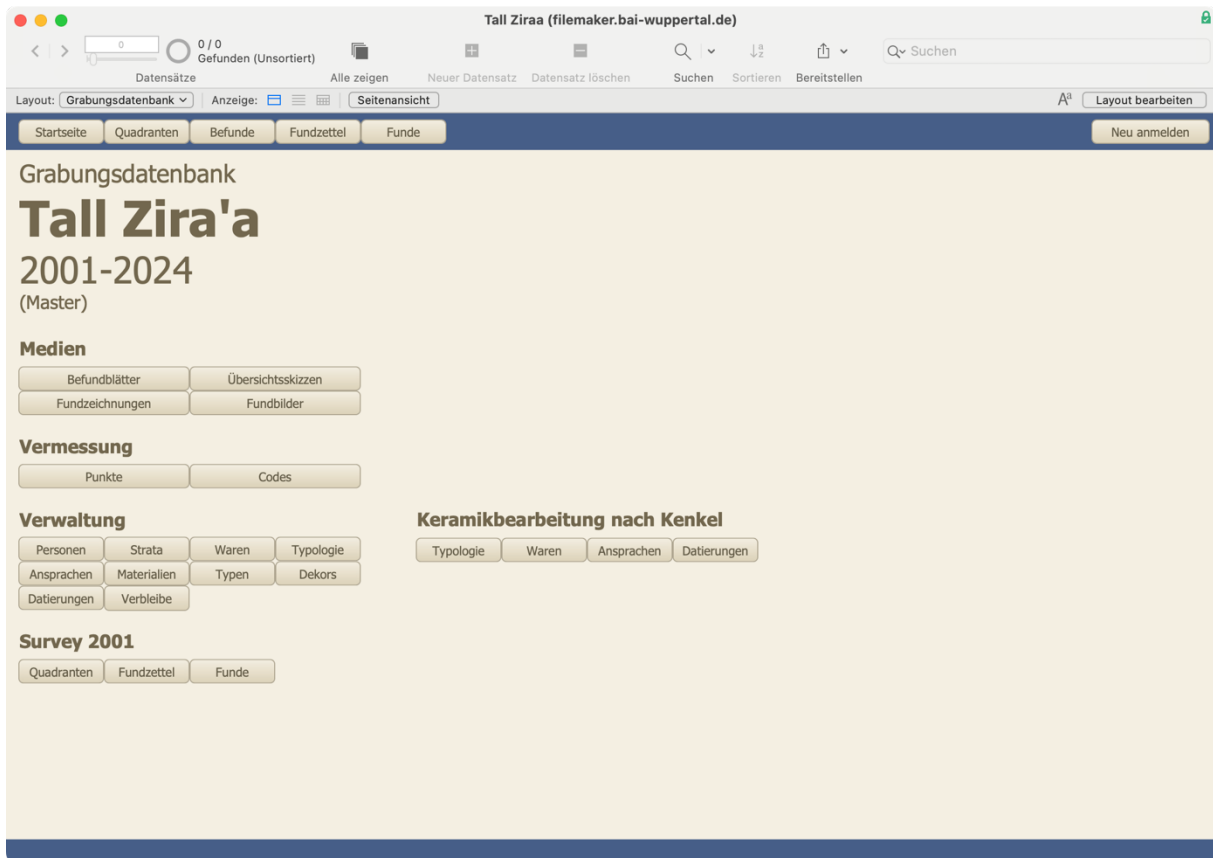 Tall Ziraa (filemaker.bai-wuppertal.de)
0
0 / 0
Gefunden (Unsortiert)
Suchen
Datensätze Alle zeigen Neuer Datensatz Datensatz löschen Suchen Sortieren Bereitstellen
Layout: Grabungsdatenbank Anzeige: Seitenansicht Aa Layout bearbeiten
Startseite Quadranten Befunde Fundzettel Funde Neu anmelden
Grabungsdatenbank
Tall Zira'a
2001-2024
(Master)
Medien
Befundblätter Übersichtsskizzen
Fundzeichnungen Fundbilder
Vermessung
Punkte Codes
Verwaltung
Personen Strata Waren Typologie
Ansprachen Materialien Typen Dekors
Datierungen Verbleibe
Keramikbearbeitung nach Kenkel
Typologie Waren Ansprachen Datierungen
Survey 2001
Quadranten Fundzettel Funde